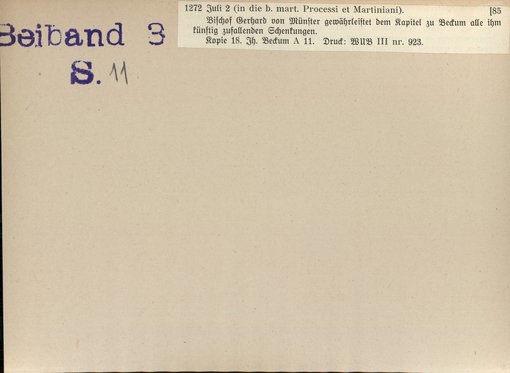 1272 Juli 2 (in die b. mart. Processi et Martiniani). [85
Bischof Gerhard von Münster gewährleistet dem Kapitel zu Beckum alle ihm
künftig zufallenden Schenkungen.
Kopie 18. Jh. Beckum A 11. Druck: WUB III nr. 923.
Beiband 3
S. 11